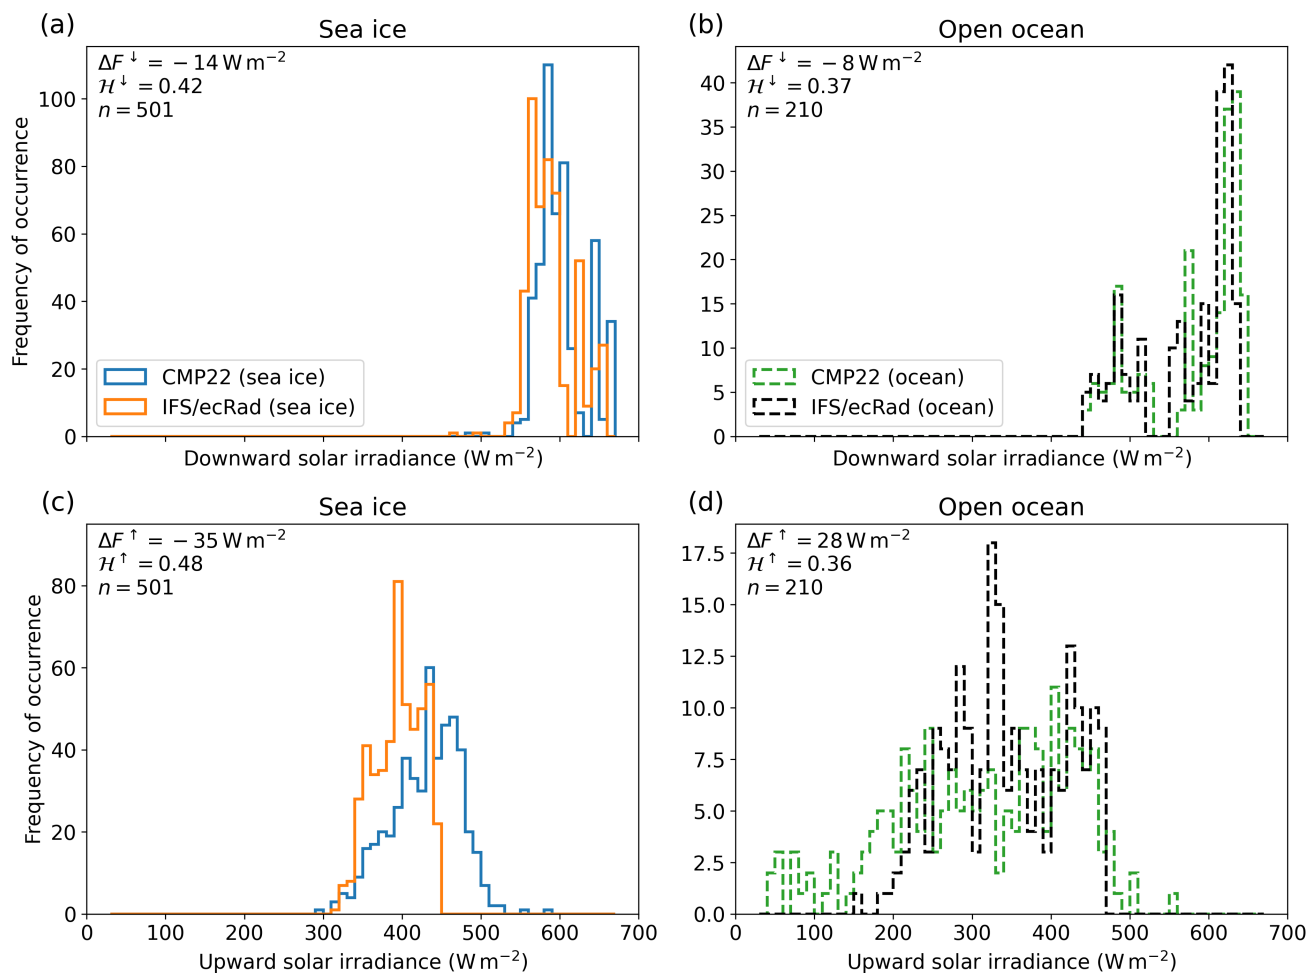 (a)
Sea ice
ΔF↓ = −14 W m⁻²
ℋ↓ = 0.42
n = 501
Frequency of occurrence
100
80
60
40
20
0
CMP22 (sea ice)
IFS/ecRad (sea ice)
Downward solar irradiance (W m⁻²)
(b)
Open ocean
ΔF↓ = −8 W m⁻²
ℋ↓ = 0.37
n = 210
40
35
30
25
20
15
10
5
0
CMP22 (ocean)
IFS/ecRad (ocean)
Downward solar irradiance (W m⁻²)
(c)
Sea ice
ΔF↑ = −35 W m⁻²
ℋ↑ = 0.48
n = 501
Frequency of occurrence
80
60
40
20
0
0 100 200 300 400 500 600 700
Upward solar irradiance (W m⁻²)
(d)
Open ocean
ΔF↑ = 28 W m⁻²
ℋ↑ = 0.36
n = 210
17.5
15.0
12.5
10.0
7.5
5.0
2.5
0.0
0 100 200 300 400 500 600 700
Upward solar irradiance (W m⁻²)